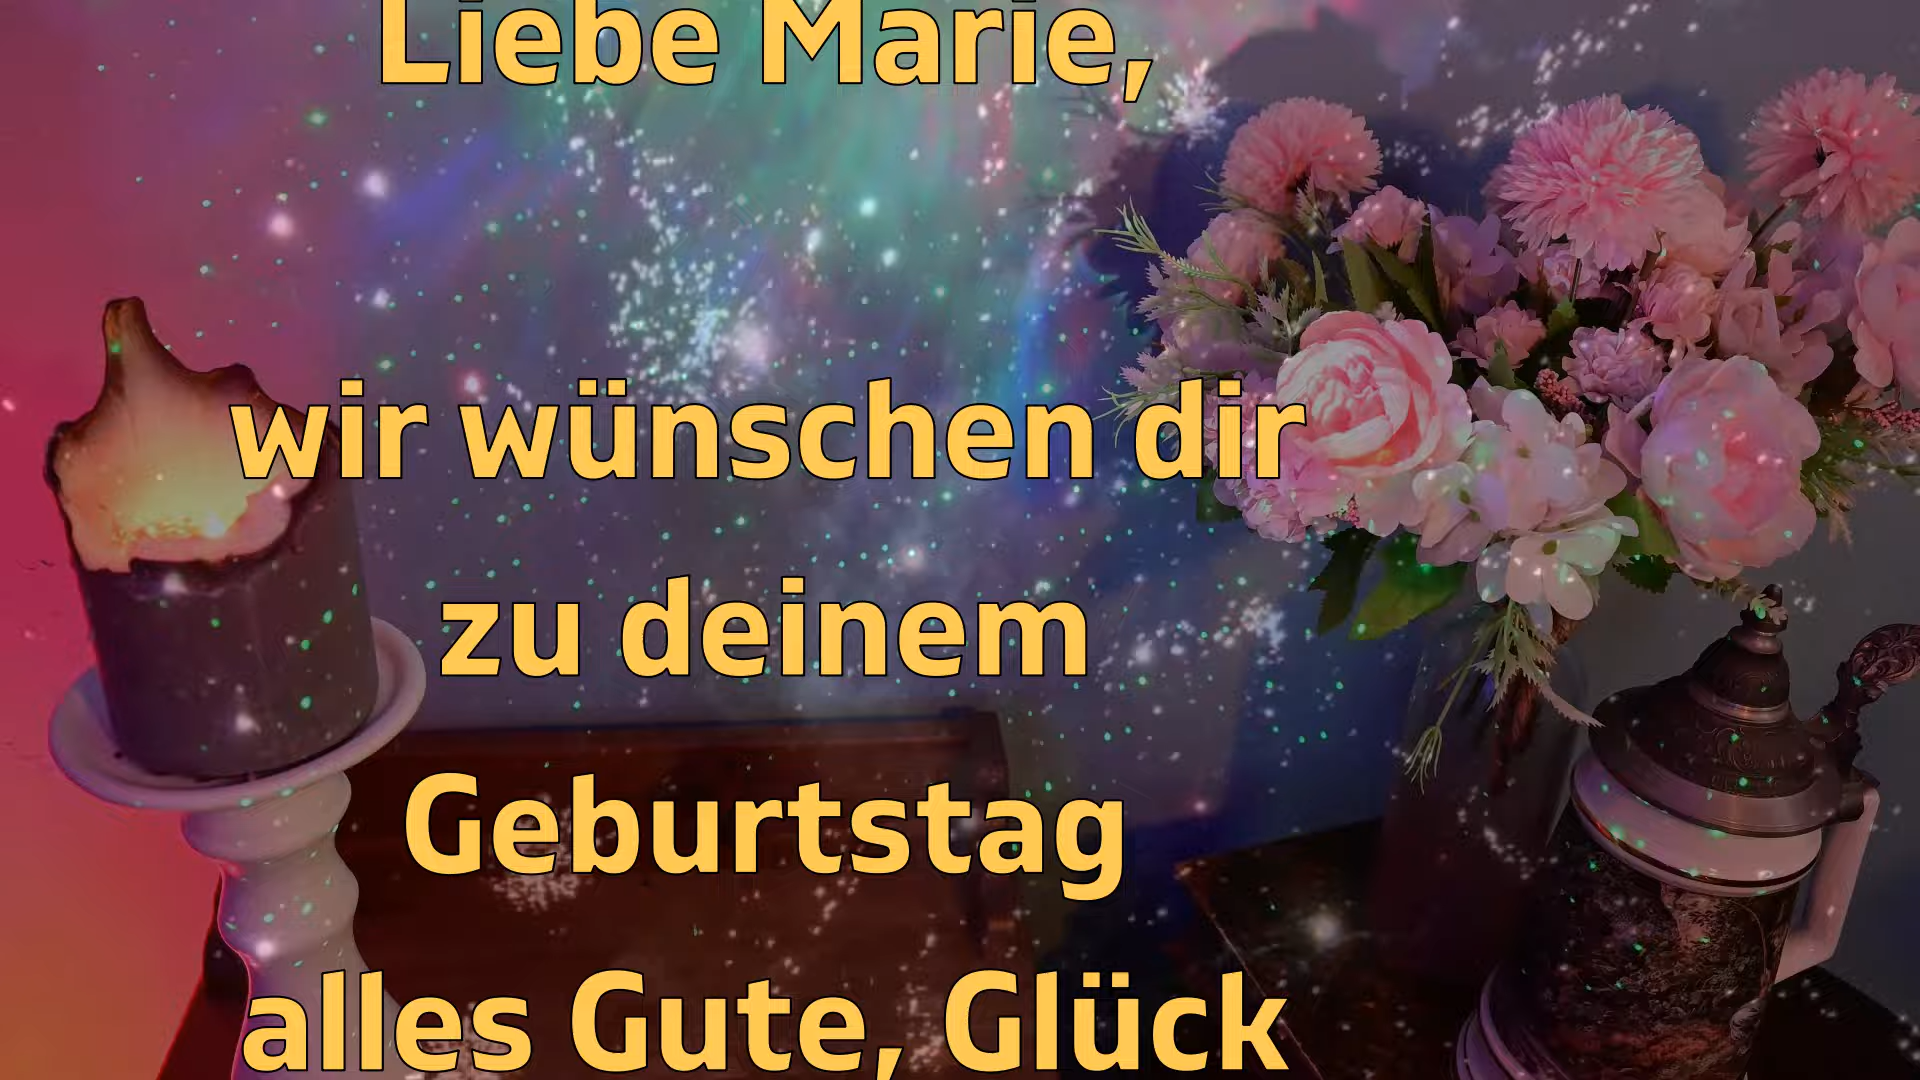 Liebe Marie,
wir wünschen dir
zu deinem
Geburtstag
alles Gute, Glück